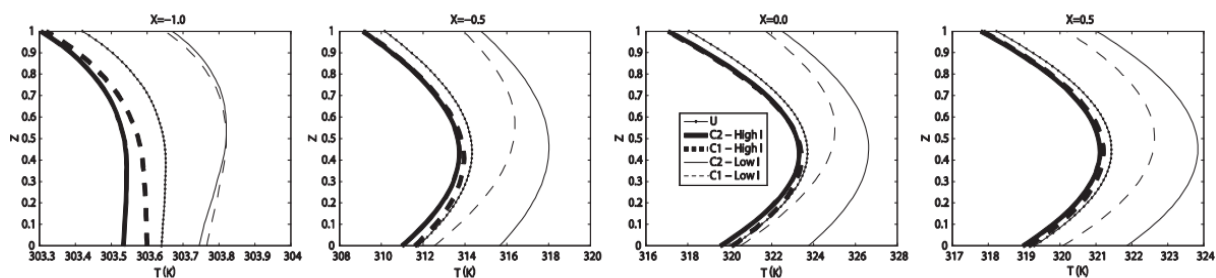 X=−1.0
1
0.9
0.8
0.7
0.6
0.5
0.4
0.3
0.2
0.1
0
Z
303.3 303.4 303.5 303.6 303.7 303.8 303.9 304
T (K)
X=−0.5
1
0.9
0.8
0.7
0.6
0.5
0.4
0.3
0.2
0.1
0
Z
308 310 312 314 316 318 320
T (K)
X=0.0
1
0.9
0.8
0.7
0.6
0.5
0.4
0.3
0.2
0.1
0
Z
U
C2 − High I
C1 − High I
C2 − Low I
C1 − Low I
316 318 320 322 324 326 328
T (K)
X=0.5
1
0.9
0.8
0.7
0.6
0.5
0.4
0.3
0.2
0.1
0
Z
317 318 319 320 321 322 323 324
T (K)